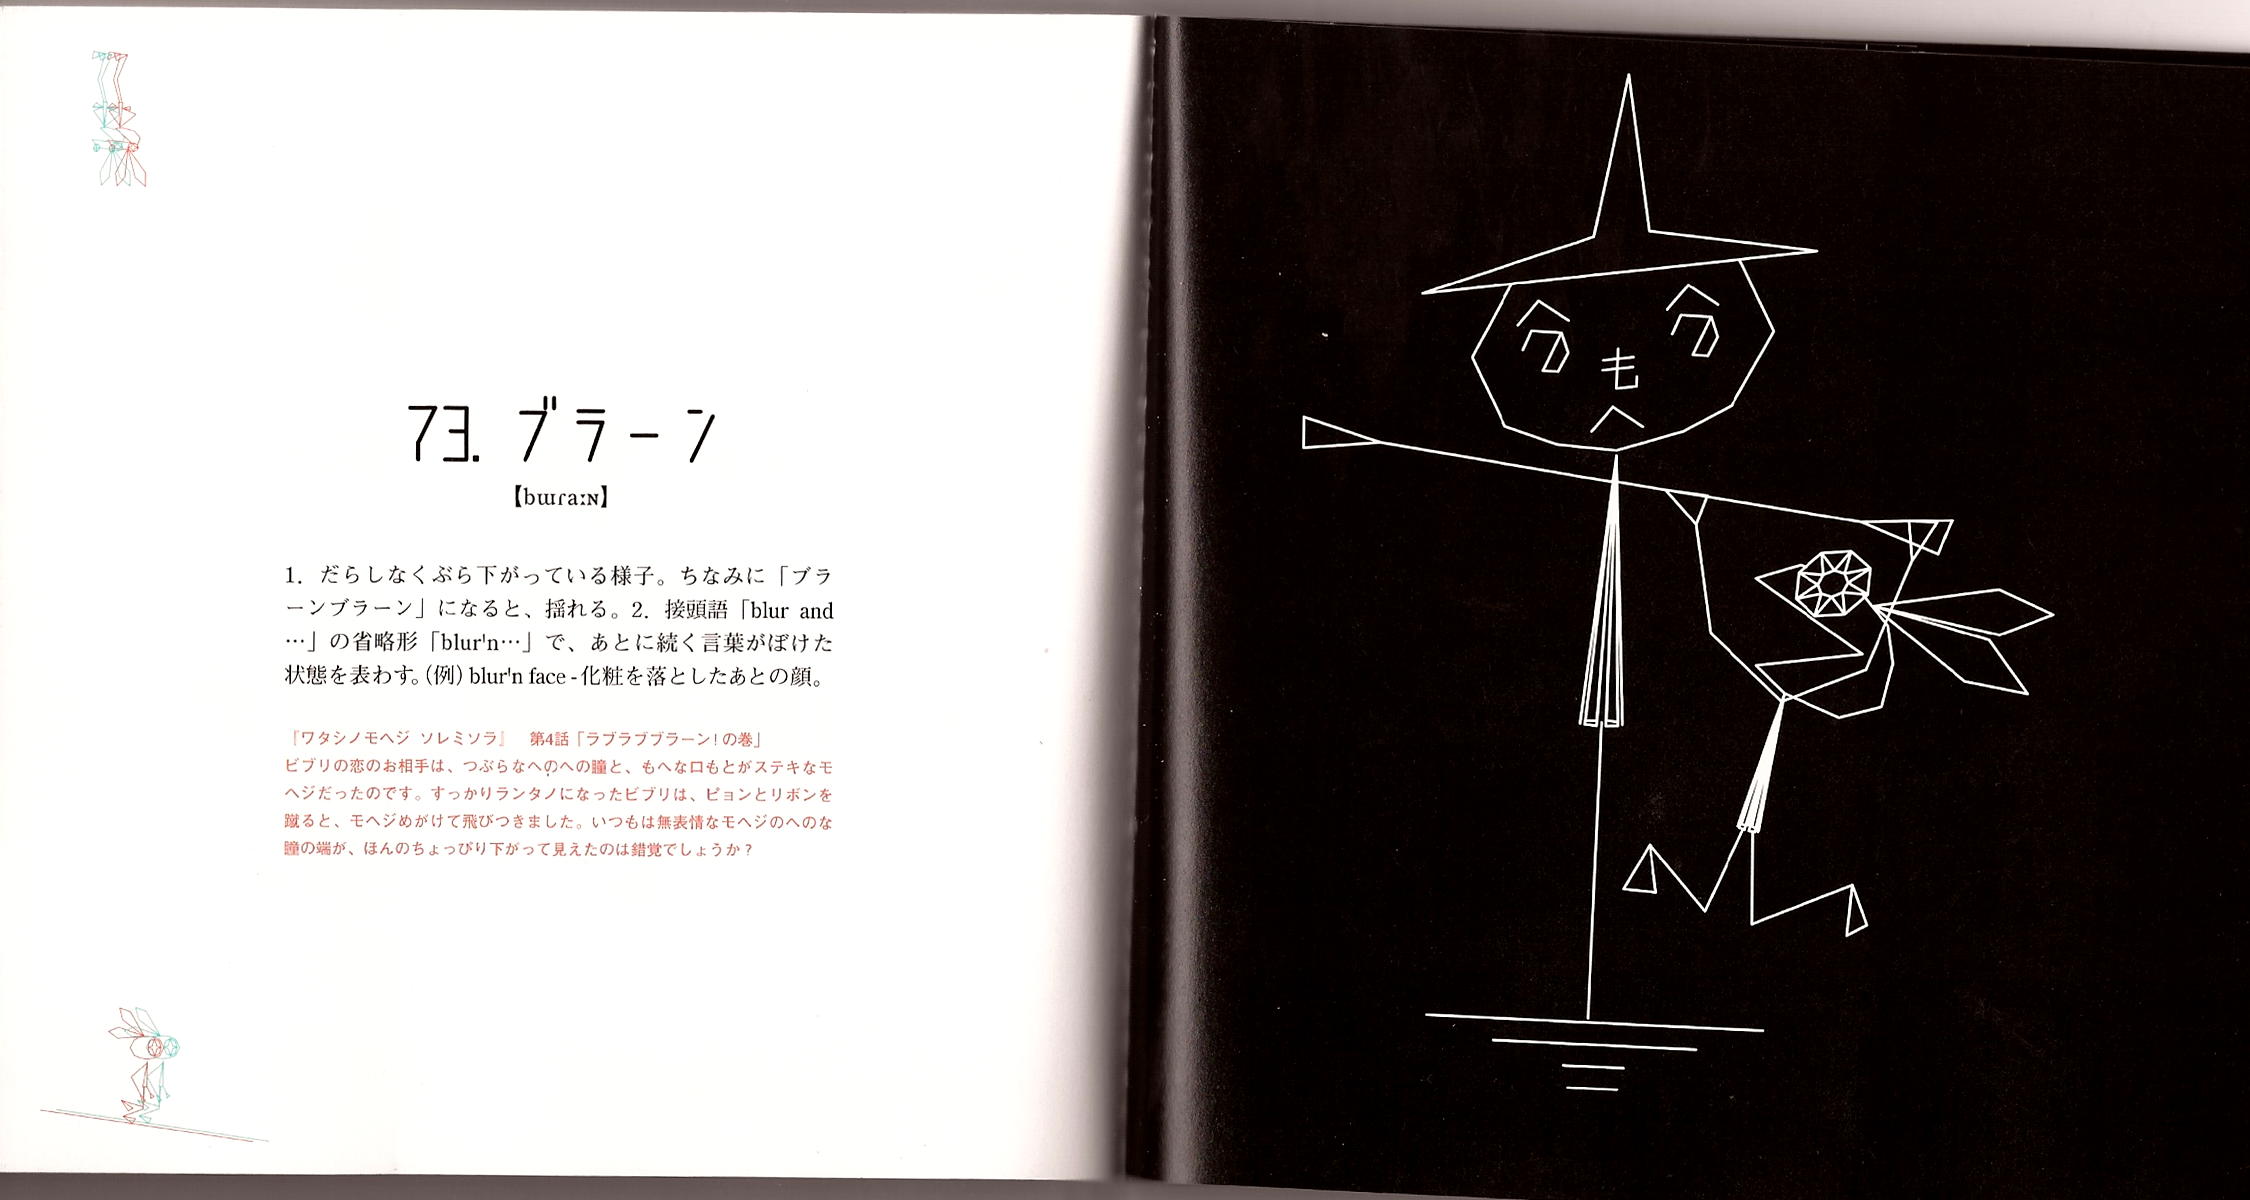 73. ブラーン
【bɯɾaːɴ】
1. だらしなくぶら下がっている様子。ちなみに「ブラ
ーンブラーン」になると、揺れる。2. 接頭語「blur and
…」の省略形「blur'n…」で、あとに続く言葉がぼけた
状態を表わす。(例) blur'n face - 化粧を落としたあとの顔。
『ワタシノモヘジ ソレミソラ』 第4話「ラブラブブラーン! の巻」
ビブリの恋のお相手は、つぶらなへのへの瞳と、もへな口もとがステキなモ
ヘジだったのです。すっかりランタノになったビブリは、ピョンとリボンを
蹴ると、モヘジめがけて飛びつきました。いつもは無表情なモヘジのへのな
瞳の端が、ほんのちょっぴり下がって見えたのは錯覚でしょうか?
へ へ
の の
も
へ